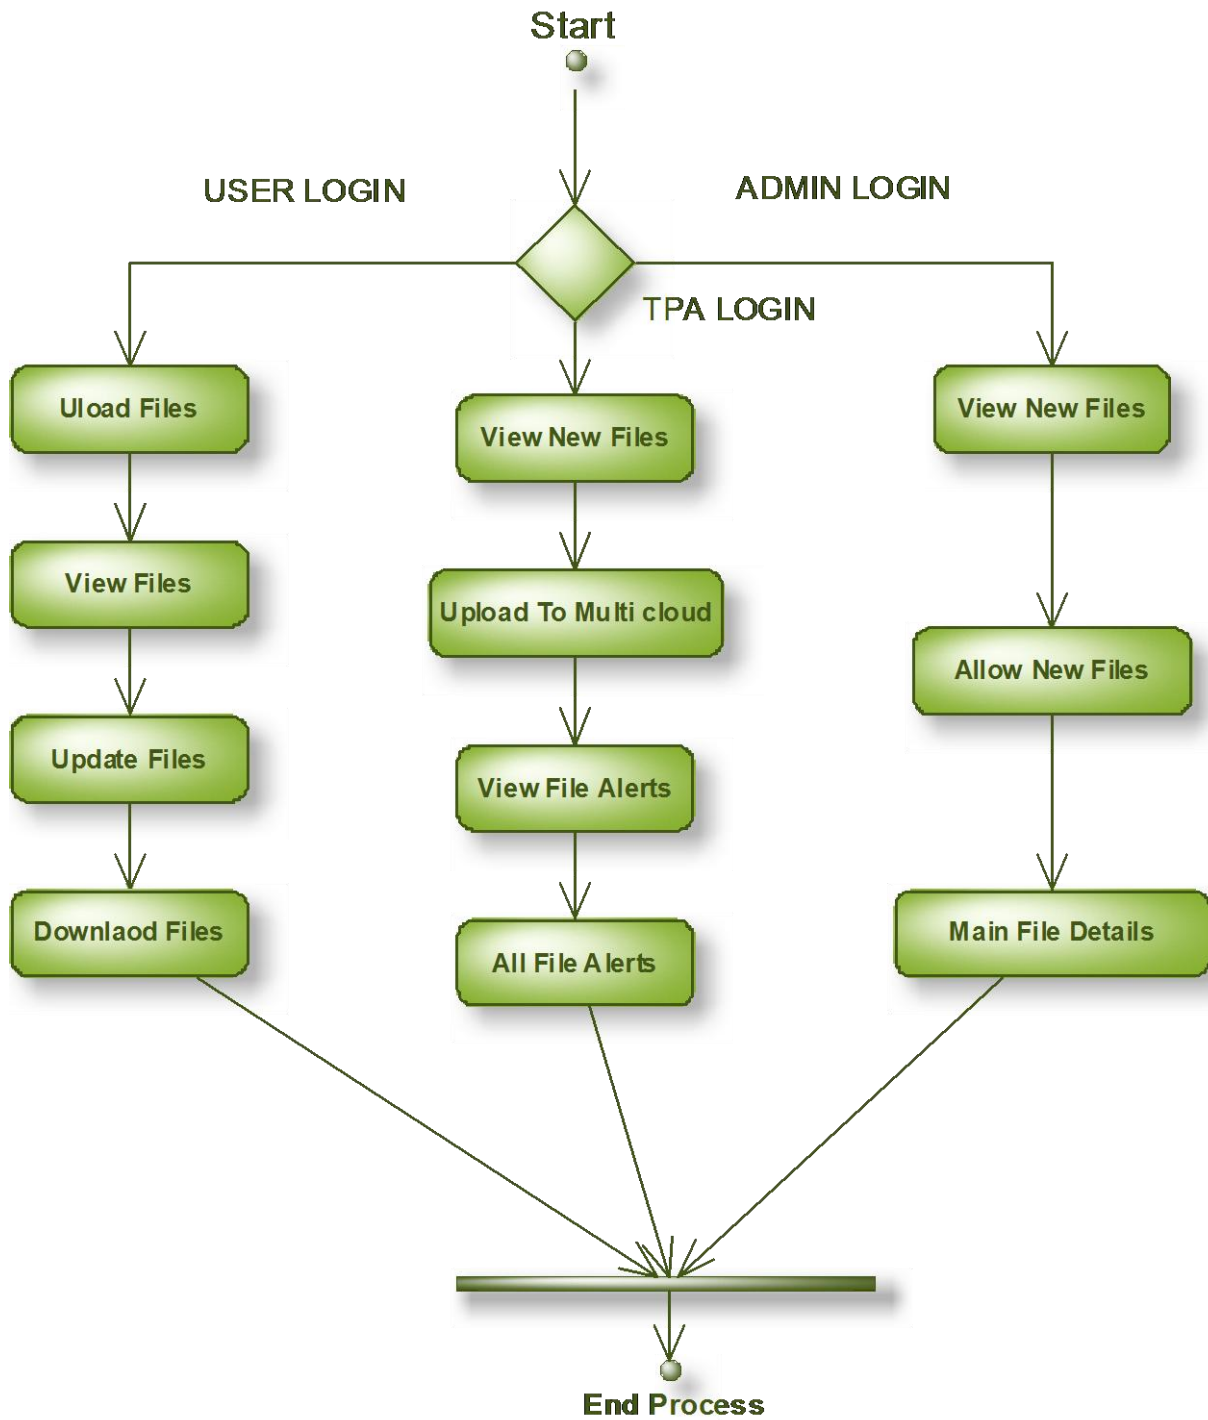 Start
USER LOGIN
ADMIN LOGIN
TPA LOGIN
Uload Files
View Files
Update Files
Downlaod Files
View New Files
Upload To Multi cloud
View File Alerts
All File Alerts
View New Files
Allow New Files
Main File Details
End Process